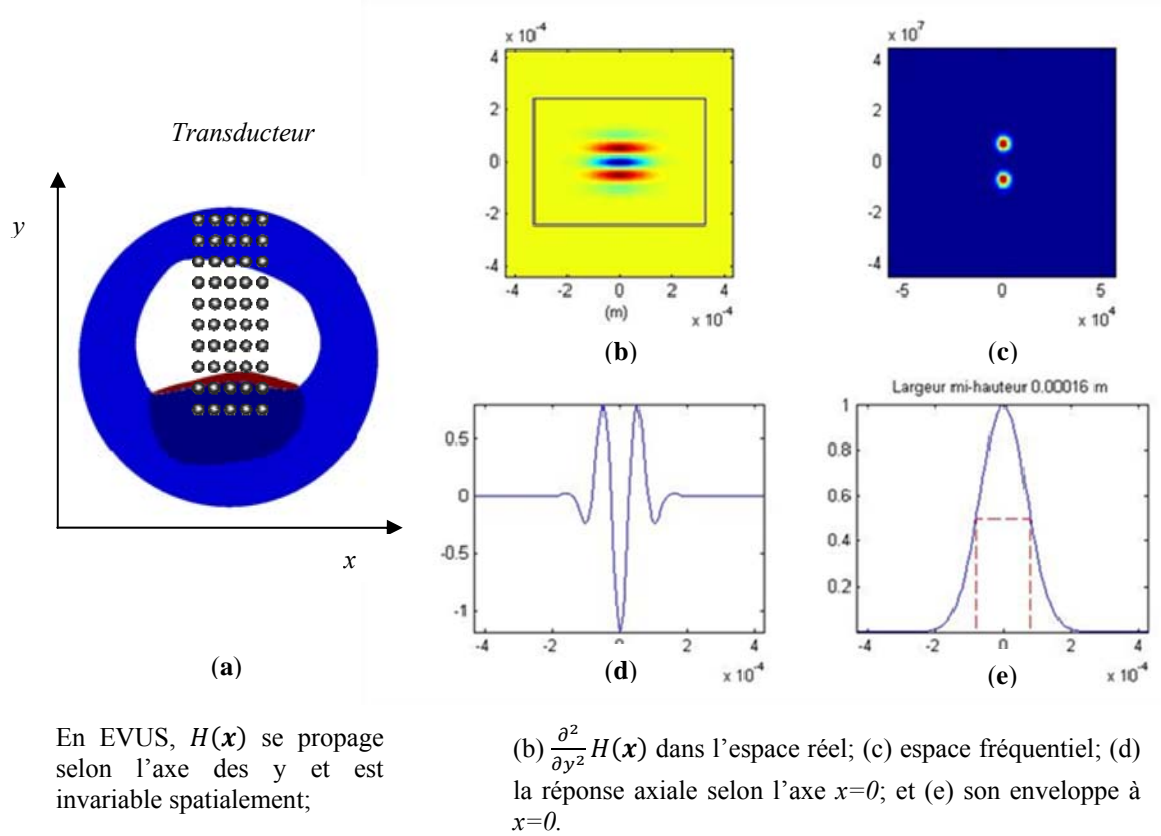 Transducteur
y
x
(a)
x 10⁻⁴
4
2
0
-2
-4
-4 -2 0 2 4
(m)
x 10⁻⁴
(b)
x 10⁷
4
2
0
-2
-4
-5 0 5
x 10⁴
(c)
0.5
0
-0.5
-1
-4 -2 0 2 4
x 10⁻⁴
(d)
Largeur mi-hauteur 0.00016 m
1
0.8
0.6
0.4
0.2
-4 -2 0 2 4
x 10⁻⁴
(e)
En EVUS, H(x) se propage
selon l’axe des y et est
invariable spatialement;
(b) ∂²/∂y² H(x) dans l’espace réel; (c) espace fréquentiel; (d)
la réponse axiale selon l’axe x=0; et (e) son enveloppe à
x=0.